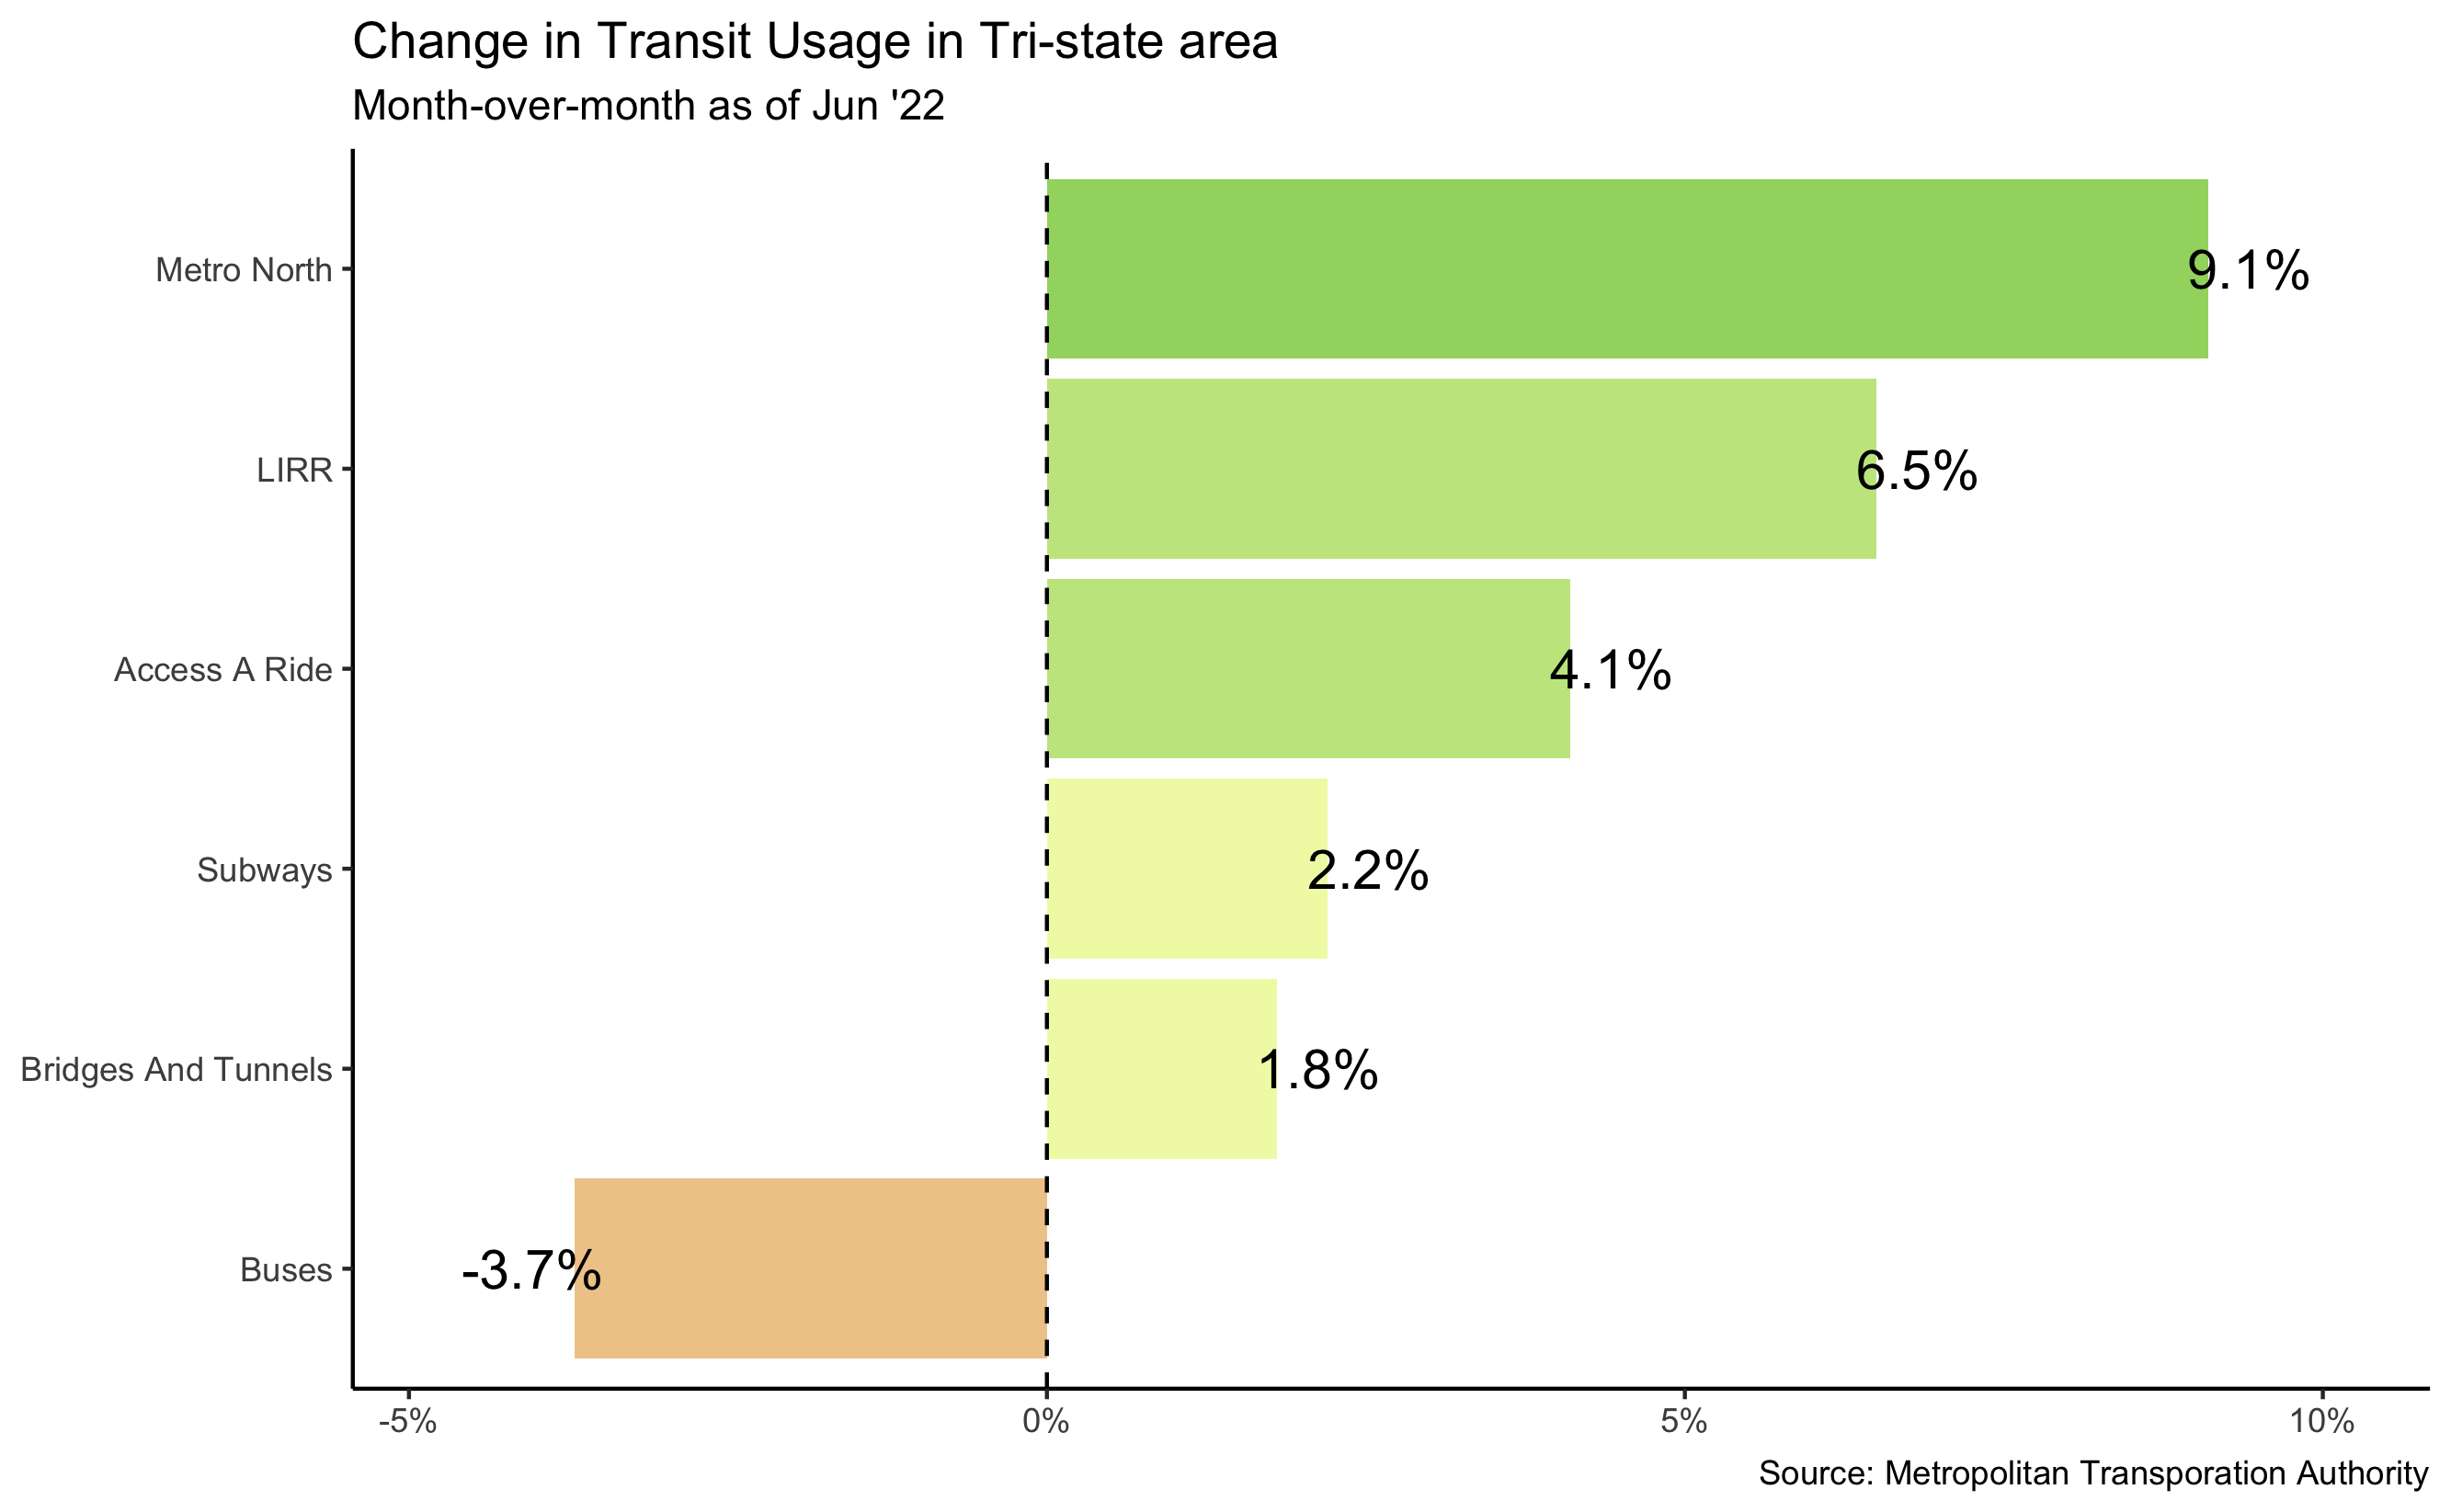 Change in Transit Usage in Tri-state area
Month-over-month as of Jun '22
Metro North
9.1%
LIRR
6.5%
Access A Ride
4.1%
Subways
2.2%
Bridges And Tunnels
1.8%
Buses
-3.7%
-5%
0%
5%
10%
Source: Metropolitan Transporation Authority